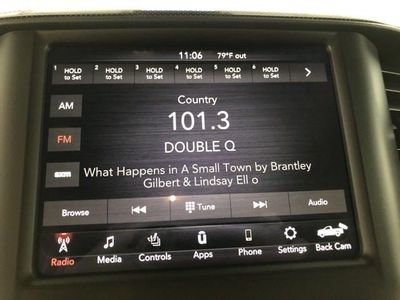 11:06 79°F out
1 HOLD to Set 2 HOLD to Set 3 HOLD to Set 4 HOLD to Set 5 HOLD to Set 6 HOLD to Set
AM
Country
FM
101.3
DOUBLE Q
sxm
What Happens in A Small Town by Brantley
Gilbert & Lindsay Ell o
Browse Tune Audio
Radio Media Controls Apps Phone Settings Back Cam